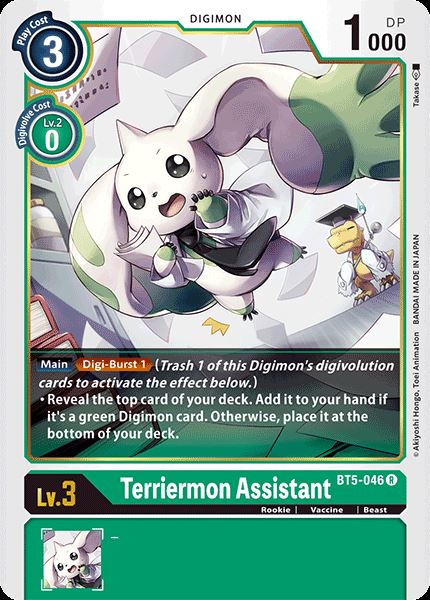 Play Cost
3
DIGIMON
DP
1000
Digivolve Cost
Lv.2
0
Takase
© Akiyoshi Hongo, Toei Animation BANDAI MADE IN JAPAN
Main Digi-Burst 1 (Trash 1 of this Digimon's digivolution
cards to activate the effect below.)
• Reveal the top card of your deck. Add it to your hand if
it's a green Digimon card. Otherwise, place it at the
bottom of your deck.
Lv.3
Terriermon Assistant
BT5-046 R
Rookie | Vaccine | Beast
–